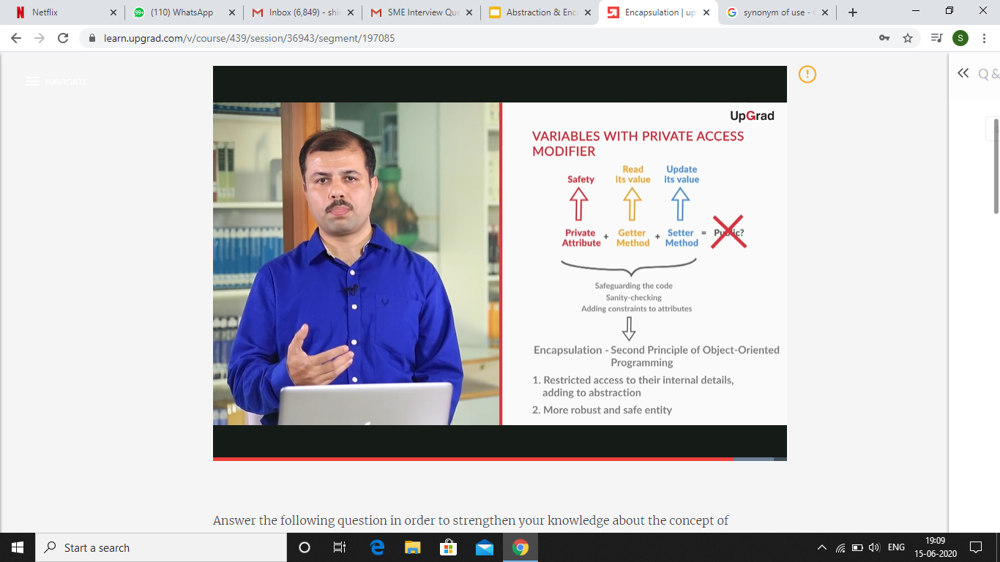 Netflix
(110) WhatsApp
Inbox (6,849) - shi
SME Interview Que
Abstraction & Enc
Encapsulation | up
synonym of use -
learn.upgrad.com/v/course/439/session/36943/segment/197085
S
NAVIGATE
Q &
UpGrad
VARIABLES WITH PRIVATE ACCESS
MODIFIER
Safety
Read
its value
Update
its value
Private
Attribute
+
Getter
Method
+
Setter
Method
= Public?
Safeguarding the code
Sanity-checking
Adding constraints to attributes
Encapsulation - Second Principle of Object-Oriented
Programming
1. Restricted access to their internal details,
adding to abstraction
2. More robust and safe entity
Answer the following question in order to strengthen your knowledge about the concept of
Start a search
ENG
19:09
15-06-2020